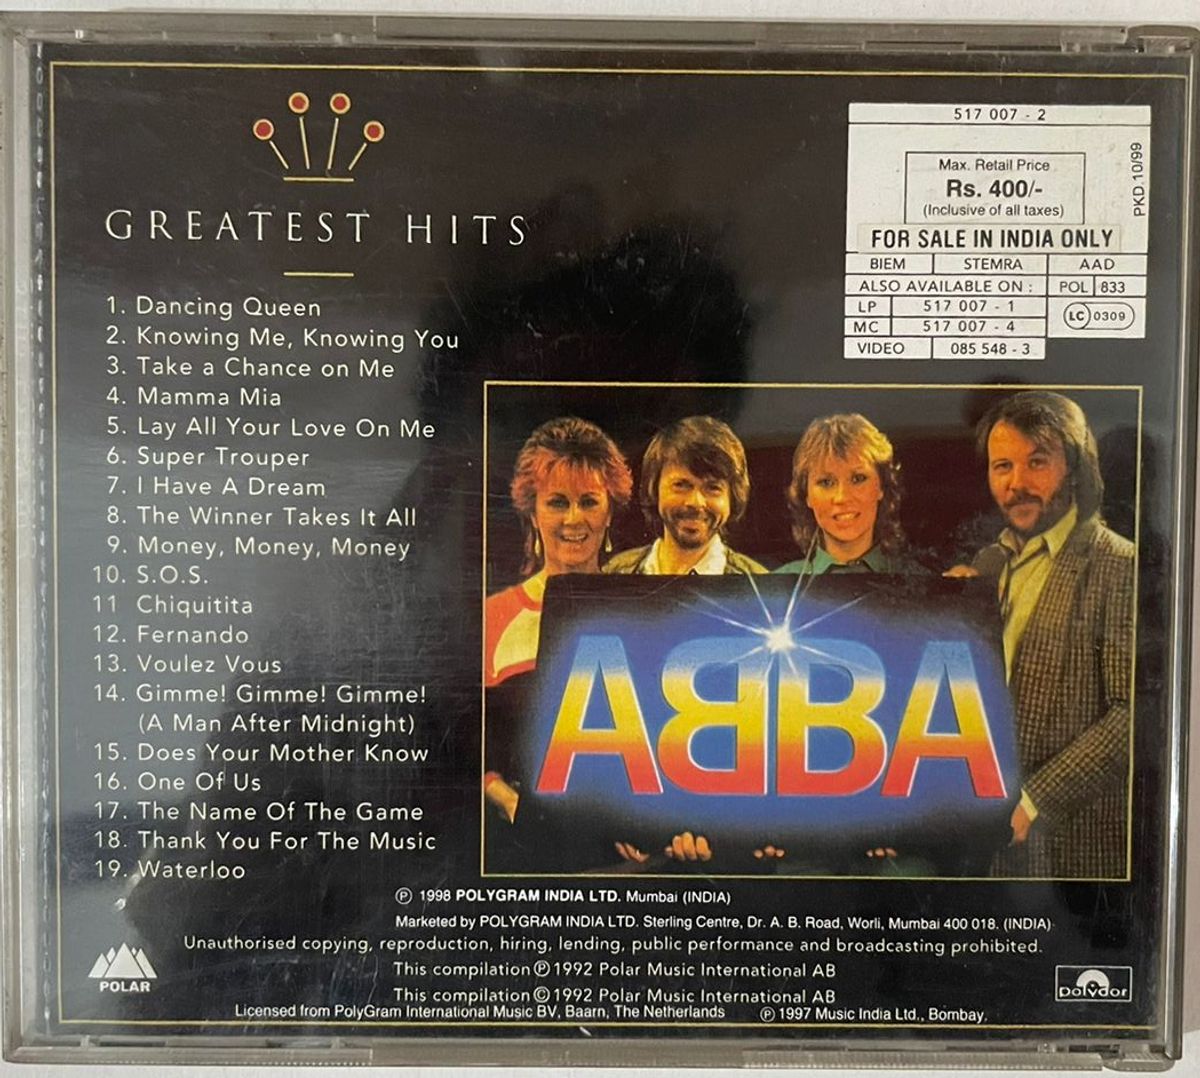 GREATEST HITS
1. Dancing Queen
2. Knowing Me, Knowing You
3. Take a Chance on Me
4. Mamma Mia
5. Lay All Your Love On Me
6. Super Trouper
7. I Have A Dream
8. The Winner Takes It All
9. Money, Money, Money
10. S.O.S.
11 Chiquitita
12. Fernando
13. Voulez Vous
14. Gimme! Gimme! Gimme!
(A Man After Midnight)
15. Does Your Mother Know
16. One Of Us
17. The Name Of The Game
18. Thank You For The Music
19. Waterloo
517 007 - 2
Max. Retail Price
Rs. 400/-
(Inclusive of all taxes)
PKD.10/99
FOR SALE IN INDIA ONLY
BIEM STEMRA AAD
ALSO AVAILABLE ON : POL 833
LP 517 007 - 1
LC 0309
MC 517 007 - 4
VIDEO 085 548 - 3
ABBA
℗ 1998 POLYGRAM INDIA LTD. Mumbai (INDIA)
Marketed by POLYGRAM INDIA LTD. Sterling Centre, Dr. A. B. Road, Worli, Mumbai 400 018. (INDIA)
Unauthorised copying, reproduction, hiring, lending, public performance and broadcasting prohibited.
This compilation ℗ 1992 Polar Music International AB
This compilation © 1992 Polar Music International AB
Licensed from PolyGram International Music BV, Baarn, The Netherlands ℗ 1997 Music India Ltd., Bombay.
POLAR
polydor